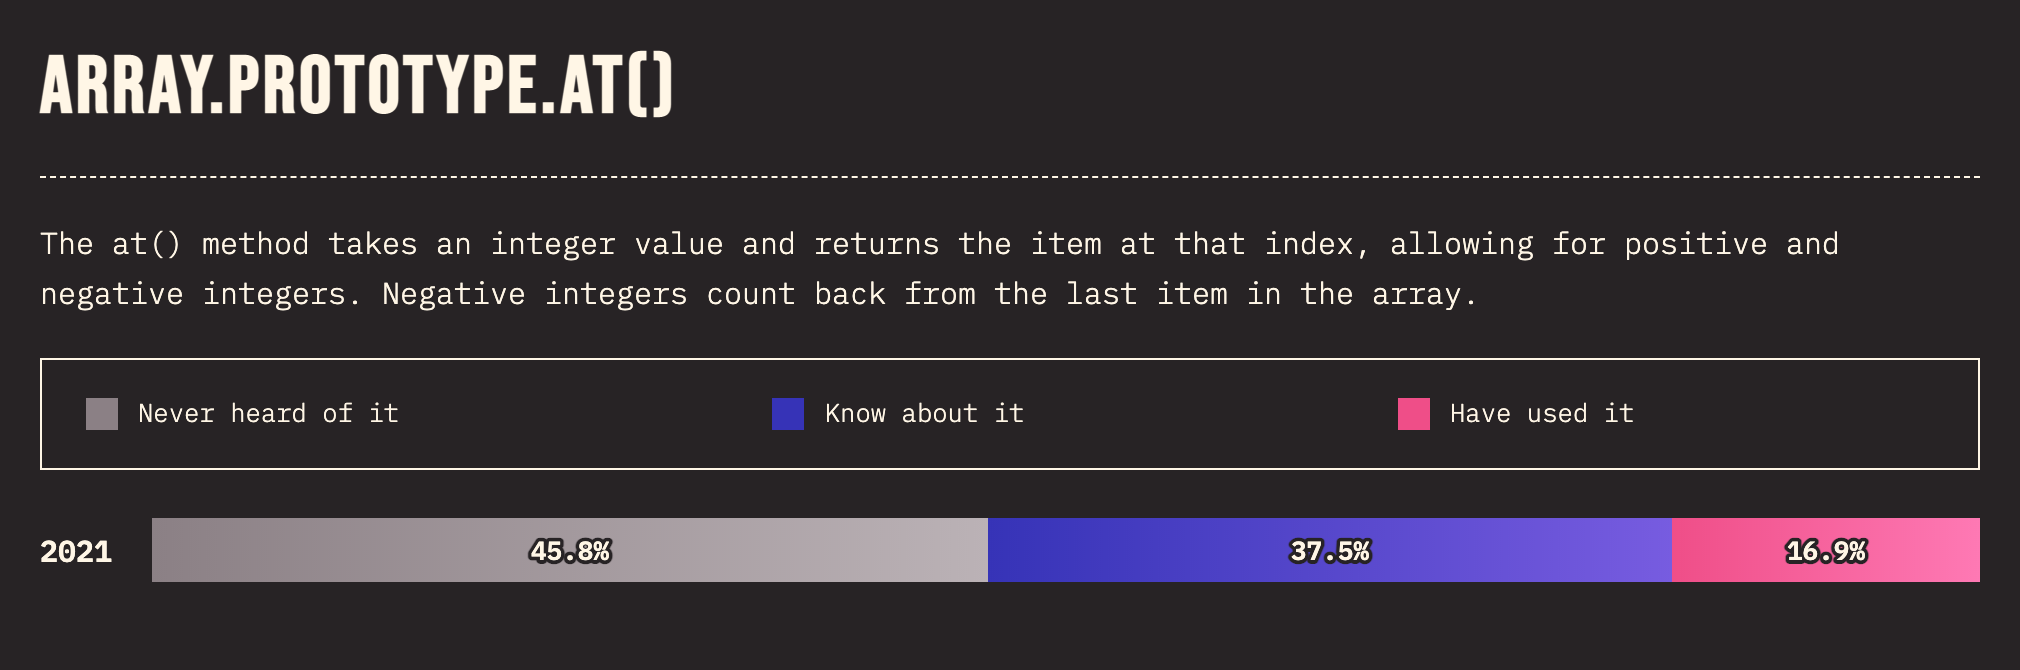 ARRAY.PROTOTYPE.AT()
The at() method takes an integer value and returns the item at that index, allowing for positive and
negative integers. Negative integers count back from the last item in the array.
Never heard of it Know about it Have used it
2021 45.8% 37.5% 16.9%